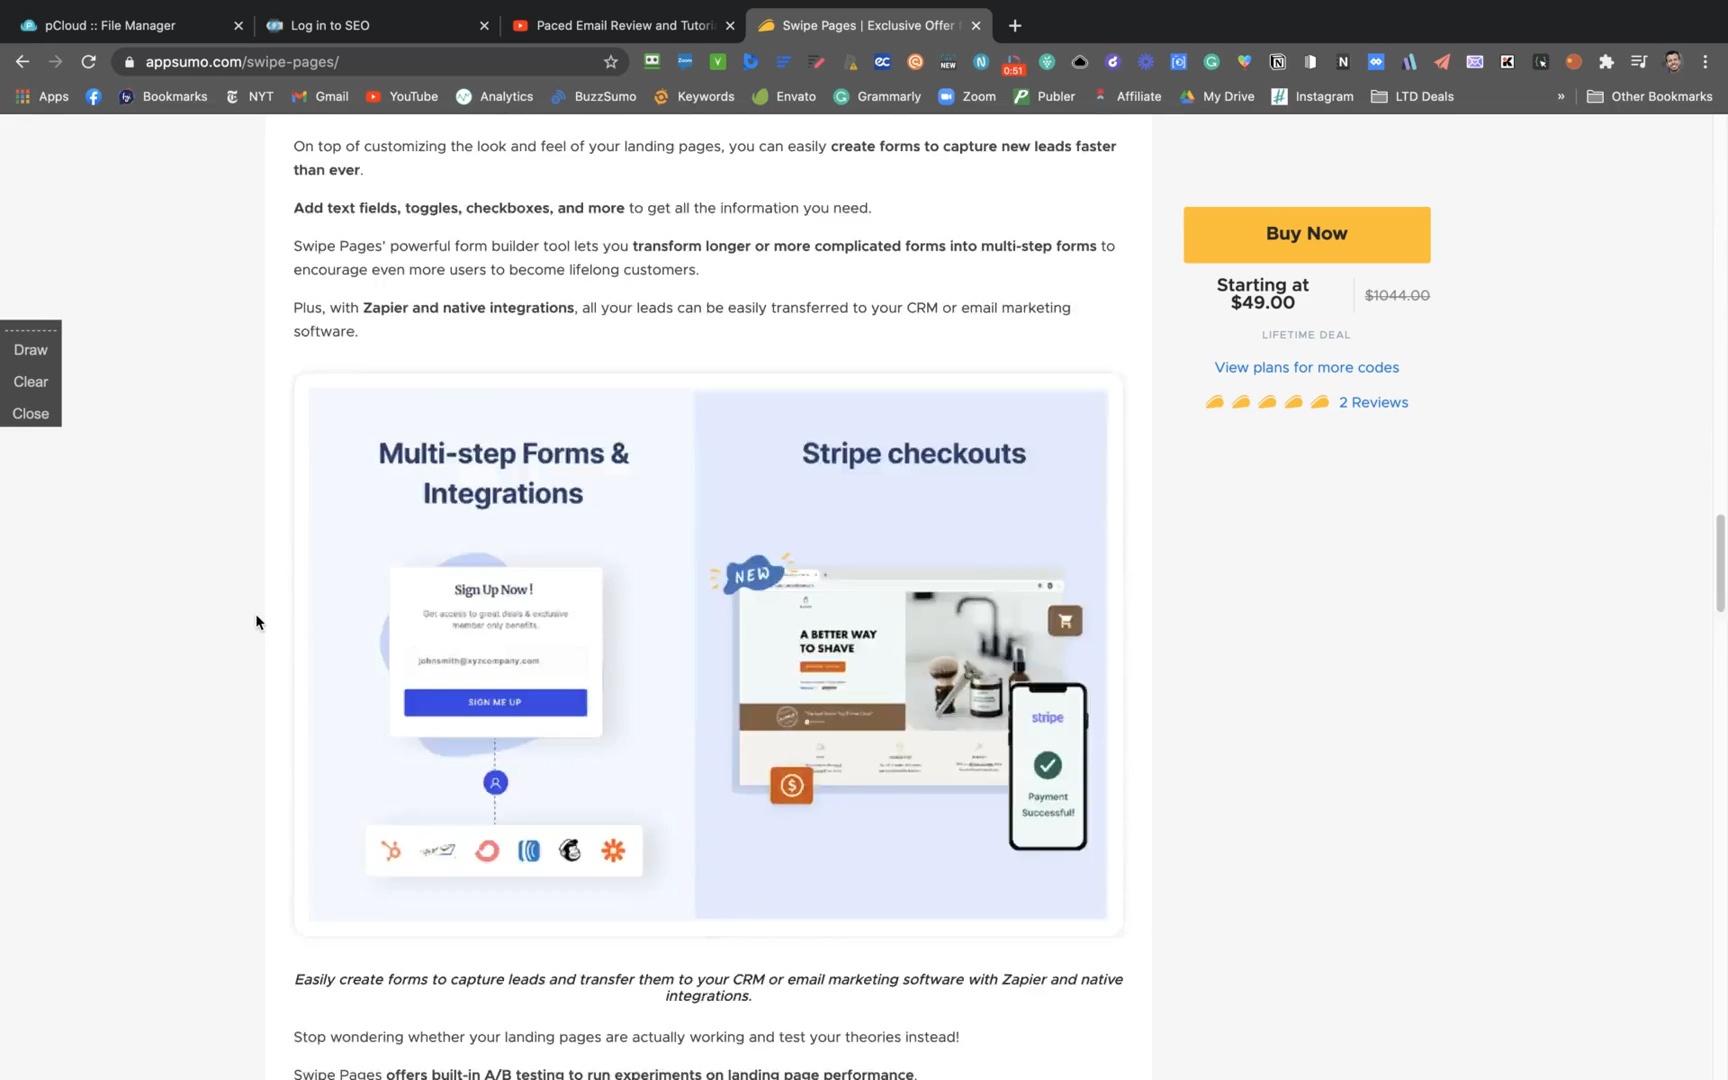 pCloud :: File Manager
Log in to SEO
Paced Email Review and Tutori
Swipe Pages | Exclusive Offer f
appsumo.com/swipe-pages/
0:51
Apps
Bookmarks
NYT
Gmail
YouTube
Analytics
BuzzSumo
Keywords
Envato
Grammarly
Zoom
Publer
Affiliate
My Drive
Instagram
LTD Deals
»
Other Bookmarks
On top of customizing the look and feel of your landing pages, you can easily create forms to capture new leads faster
than ever.
Add text fields, toggles, checkboxes, and more to get all the information you need.
Swipe Pages' powerful form builder tool lets you transform longer or more complicated forms into multi-step forms to
encourage even more users to become lifelong customers.
Plus, with Zapier and native integrations, all your leads can be easily transferred to your CRM or email marketing
software.
Draw
Clear
Close
Buy Now
Starting at
$49.00
$1044.00
LIFETIME DEAL
View plans for more codes
2 Reviews
Multi-step Forms &
Integrations
Sign Up Now !
Get access to great deals & exclusive
member only benefits.
johnsmith@xyzcompany.com
SIGN ME UP
Stripe checkouts
NEW
A BETTER WAY
TO SHAVE
stripe
Payment
Successful!
Easily create forms to capture leads and transfer them to your CRM or email marketing software with Zapier and native
integrations.
Stop wondering whether your landing pages are actually working and test your theories instead!
Swipe Pages offers built-in A/B testing to run experiments on landing page performance.